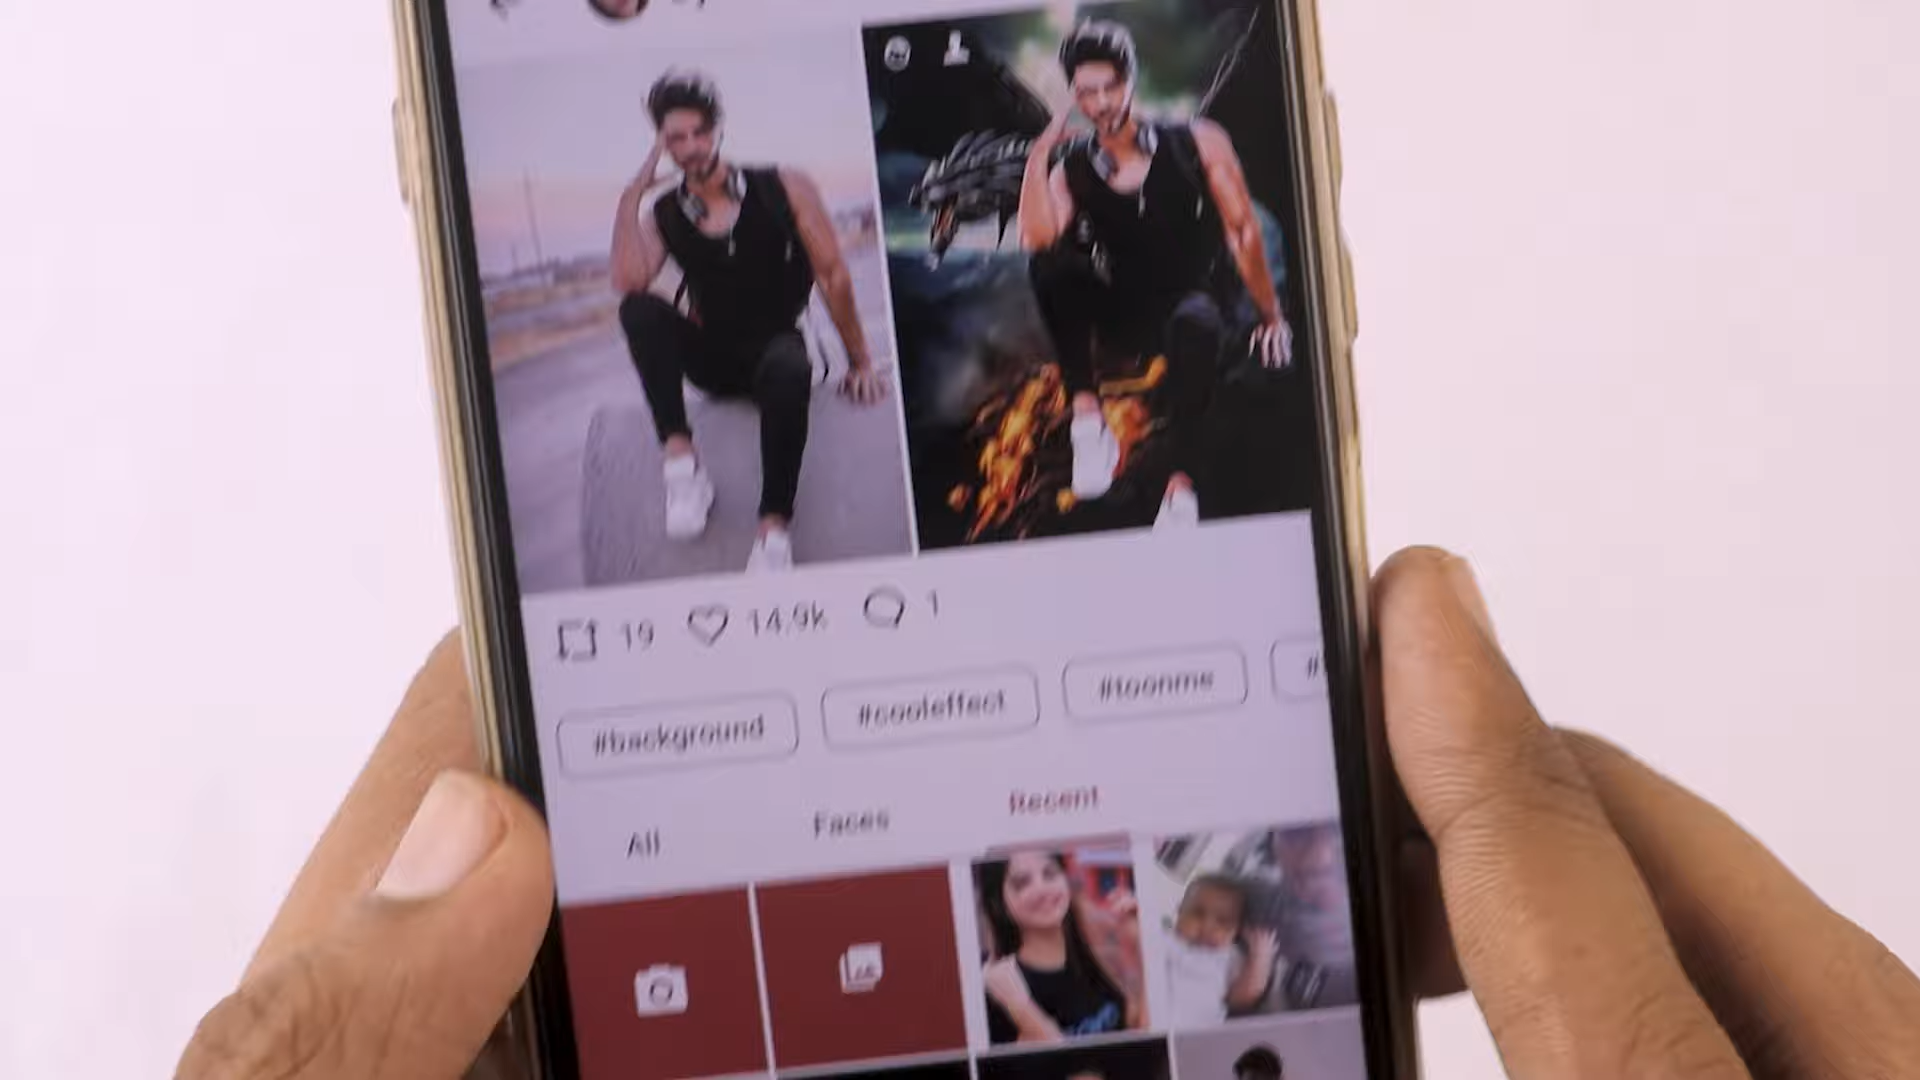 19 14.9k 1
#background #cooleffect #toonme #
All Faces Recent